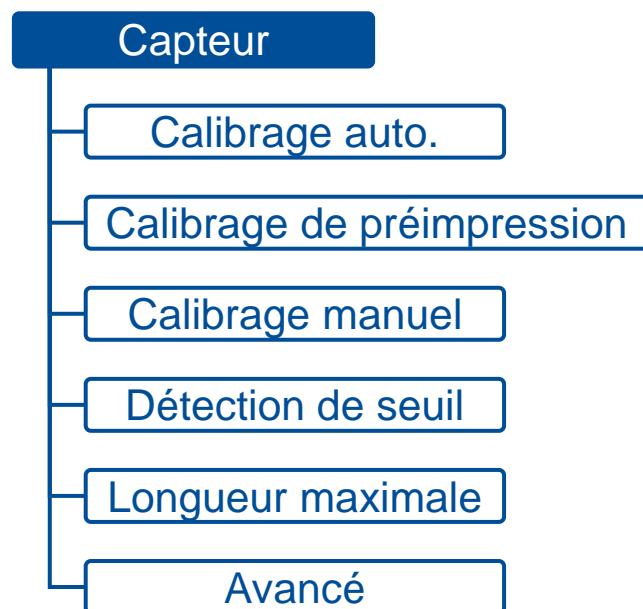 Capteur
Calibrage auto.
Calibrage de préimpression
Calibrage manuel
Détection de seuil
Longueur maximale
Avancé